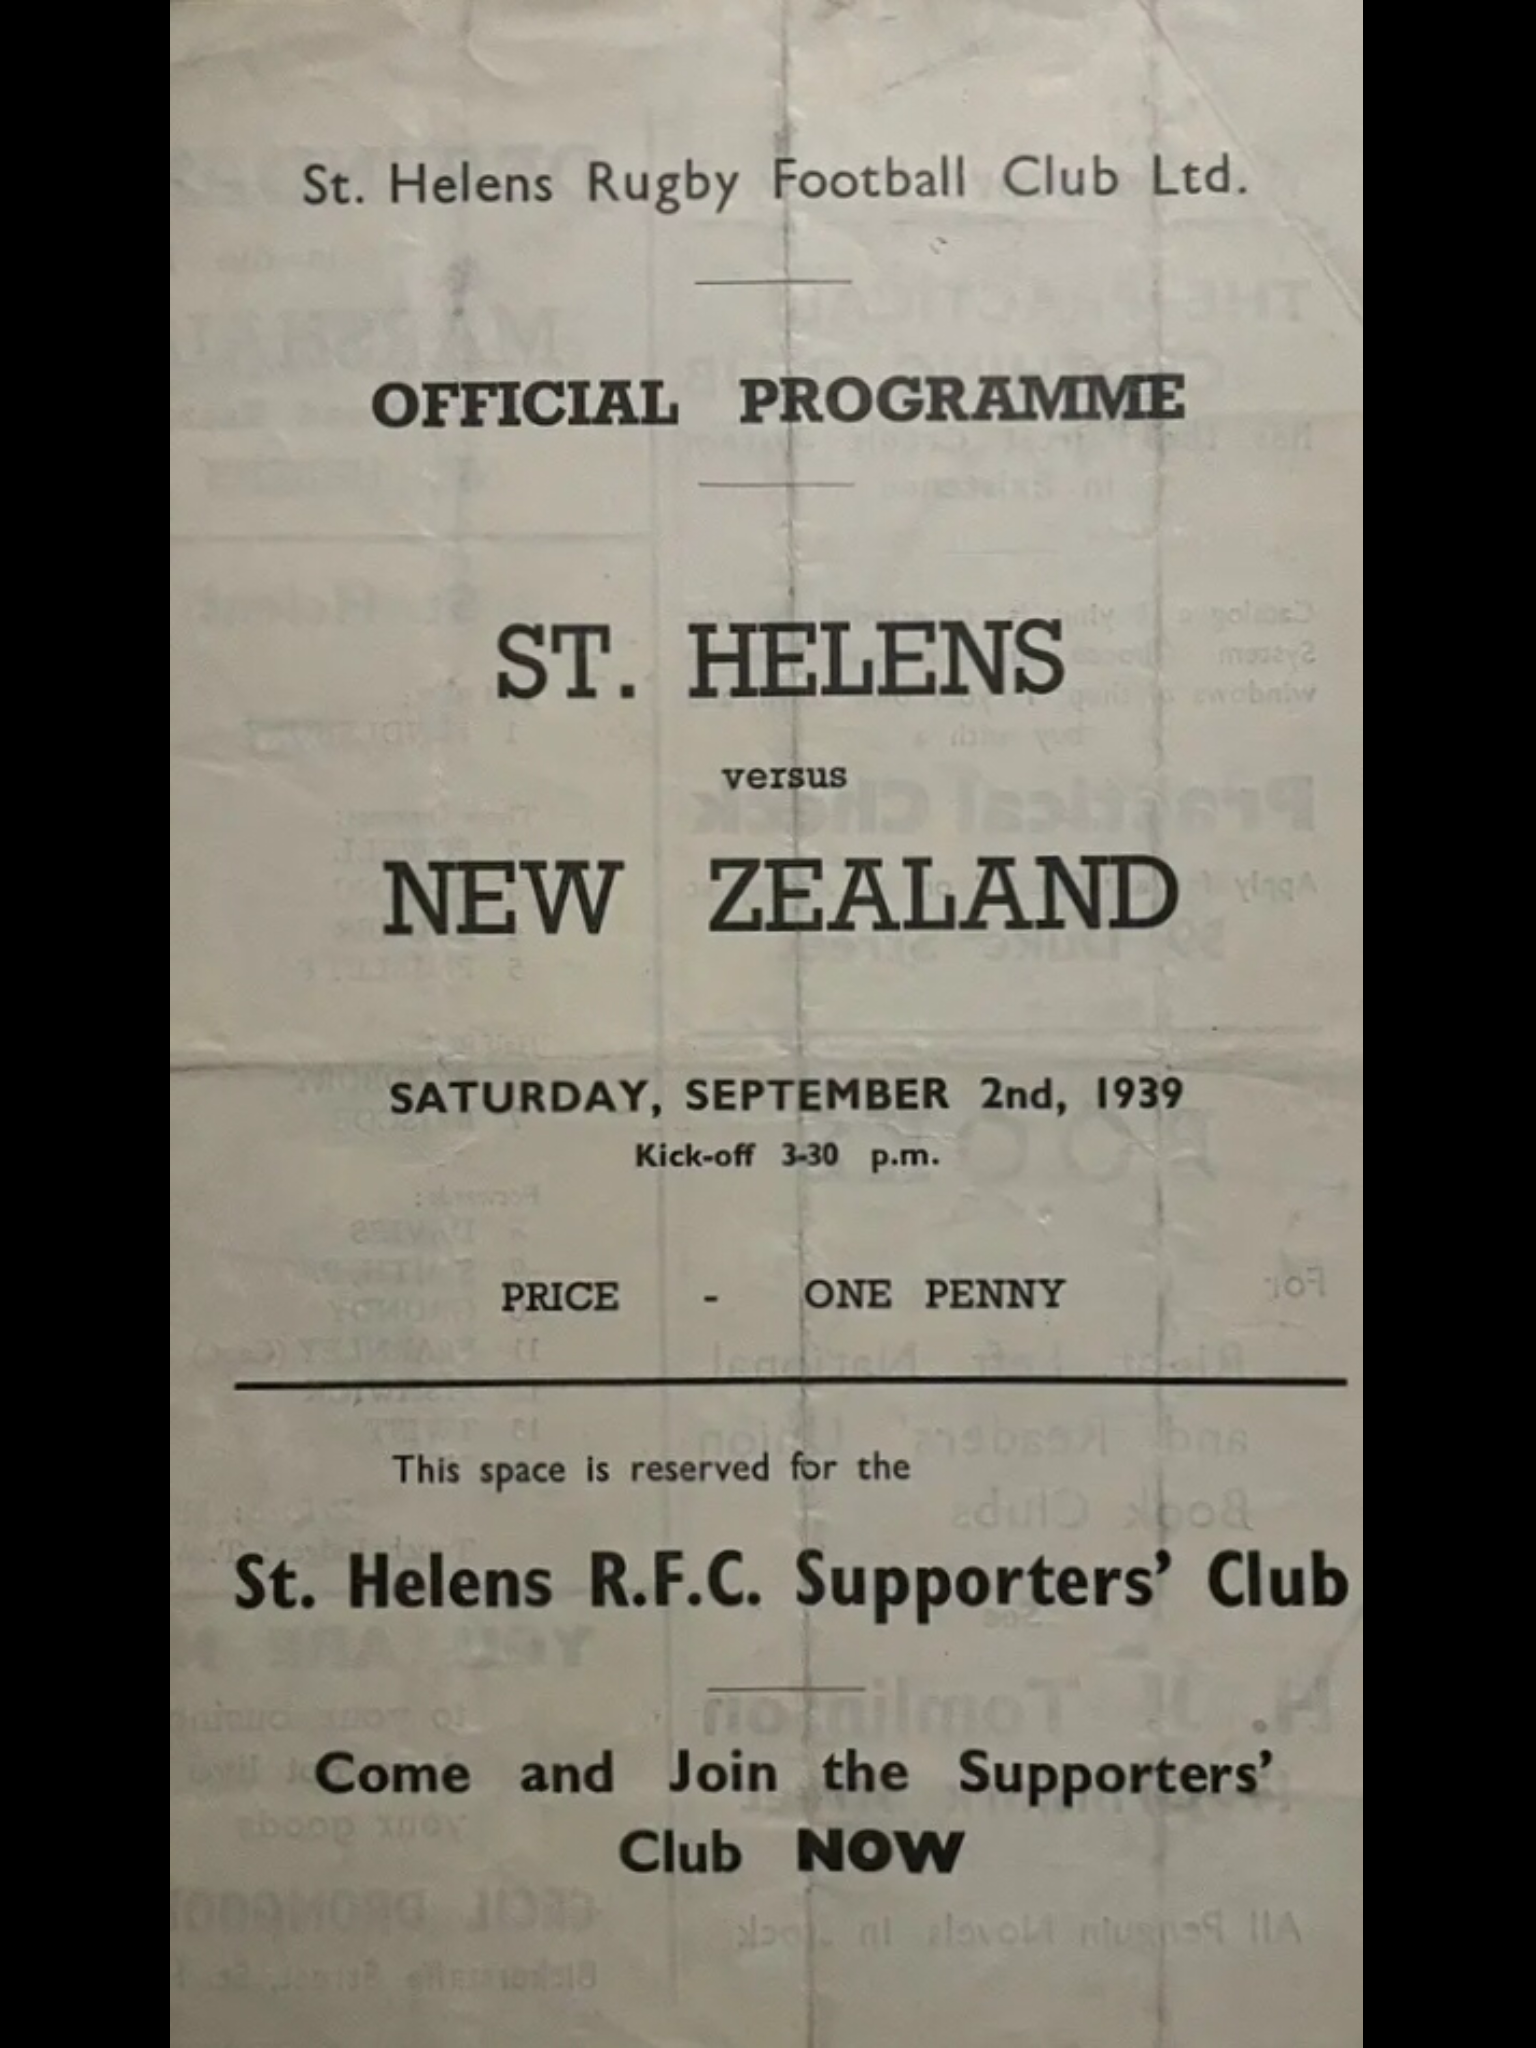 St. Helens Rugby Football Club Ltd.
OFFICIAL PROGRAMME
ST. HELENS
versus
NEW ZEALAND
SATURDAY, SEPTEMBER 2nd, 1939
Kick-off 3-30 p.m.
PRICE - ONE PENNY
This space is reserved for the
St. Helens R.F.C. Supporters' Club
Come and Join the Supporters'
Club NOW